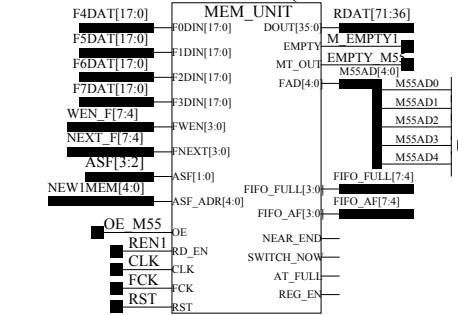 F4DAT[17:0] MEM_UNIT RDAT[71:36]
F0DIN[17:0] DOUT[35:0]
F5DAT[17:0] M_EMPTY1
F1DIN[17:0] EMPTY
F6DAT[17:0] EMPTY_M55
F2DIN[17:0] MT_OUT
M55AD[4:0]
F7DAT[17:0] FAD[4:0] M55AD0
F3DIN[17:0] M55AD1
WEN_F[7:4] M55AD2
FWEN[3:0]
NEXT_F[7:4] M55AD3
FNEXT[3:0]
ASF[3:2] M55AD4
ASF[1:0] FIFO_FULL[7:4]
NEW1MEM[4:0] FIFO_FULL[3:0]
ASF_ADR[4:0] FIFO_AF[7:4]
FIFO_AF[3:0]
OE_M55
OE NEAR_END
REN1
RD_EN SWITCH_NOW
CLK
CLK AT_FULL
FCK
FCK REG_EN
RST
RST